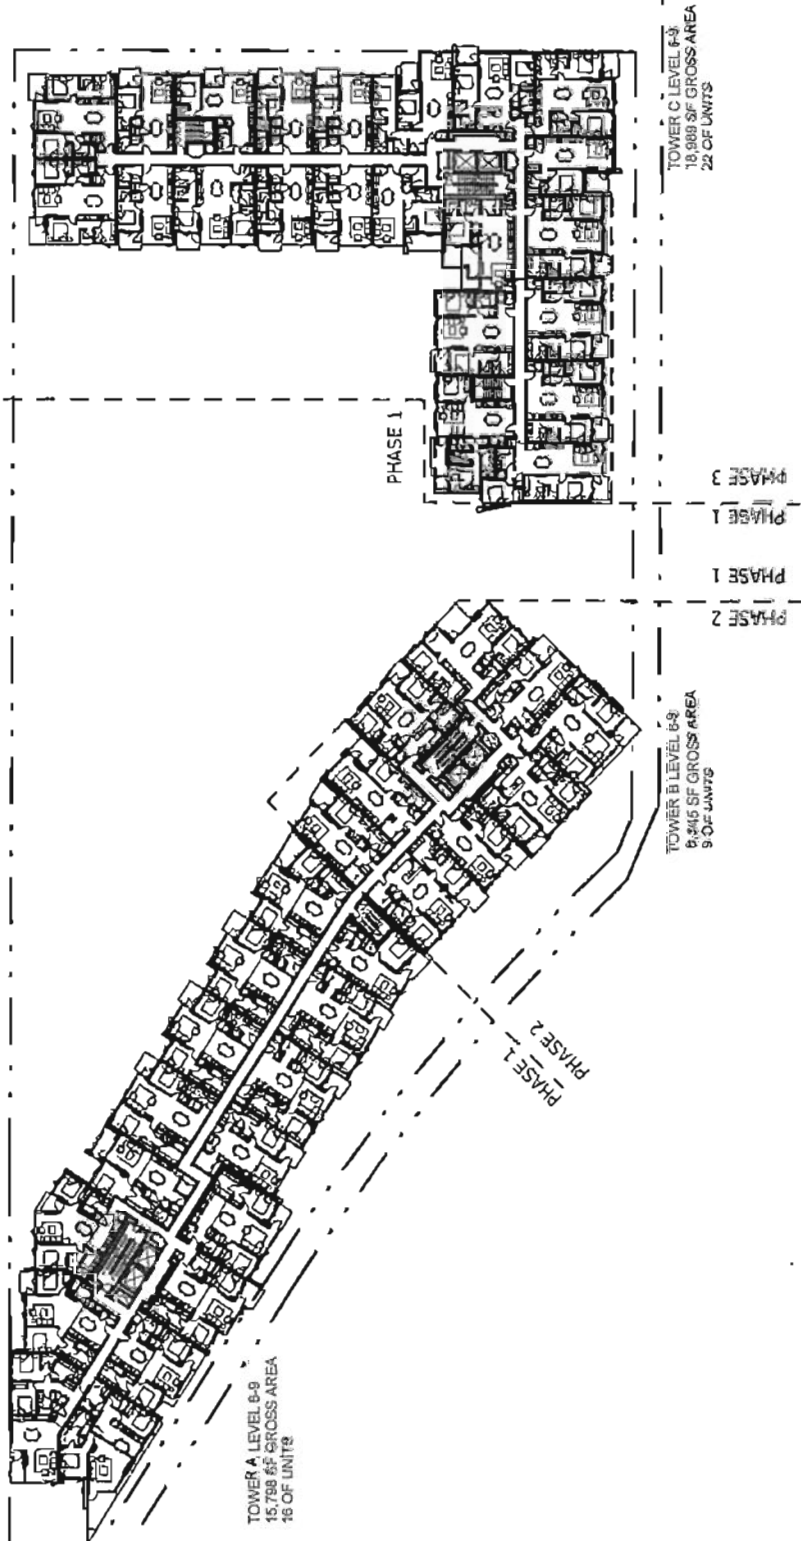 TOWER C LEVEL 6-9
18,989 SF GROSS AREA
22 OF UNITS
PHASE 1
PHASE 3
PHASE 1
PHASE 1
PHASE 2
TOWER B LEVEL 6-9
SF GROSS AREA
9 OF UNITS
PHASE 1
PHASE 2
TOWER A LEVEL 6-9
15,798 SF GROSS AREA
16 OF UNITS